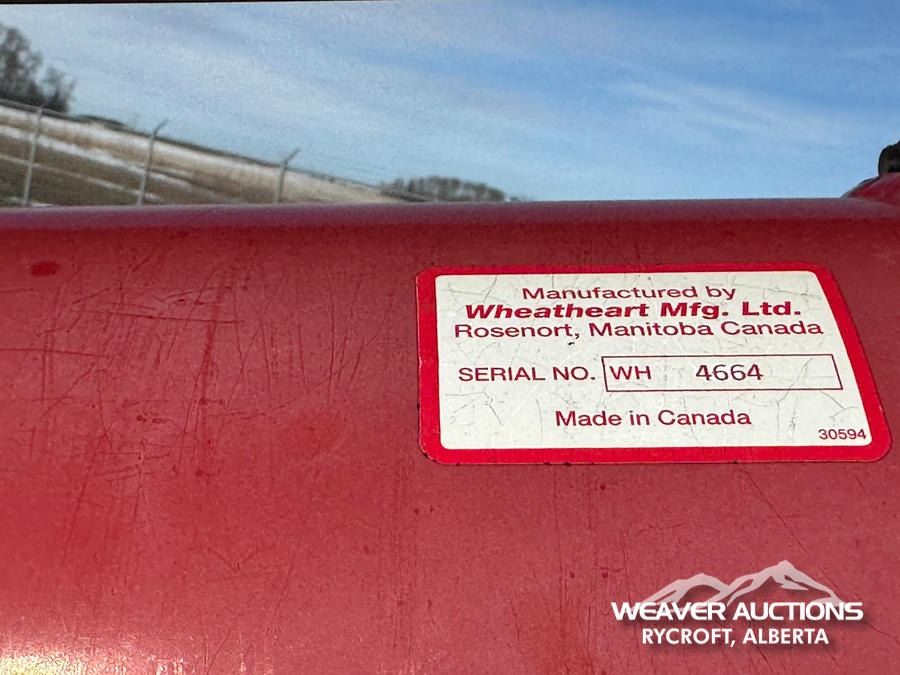 Manufactured by
Wheatheart Mfg. Ltd.
Rosenort, Manitoba Canada
SERIAL NO. WH 4664
Made in Canada
30594
WEAVER AUCTIONS
RYCROFT, ALBERTA